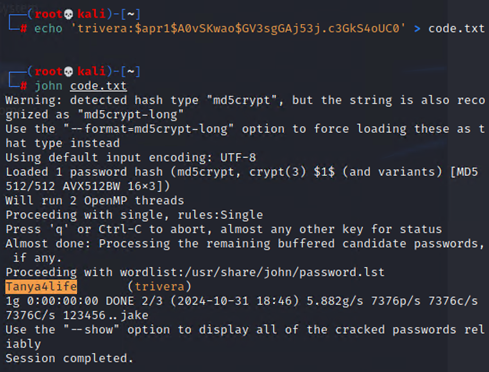 (root💀kali)-[~]
# echo 'trivera:$apr1$A0vSKwao$GV3sgGAj53j.c3GkS4oUC0' > code.txt
(root💀kali)-[~]
# john code.txt
Warning: detected hash type "md5crypt", but the string is also reco
gnized as "md5crypt-long"
Use the "--format=md5crypt-long" option to force loading these as t
hat type instead
Using default input encoding: UTF-8
Loaded 1 password hash (md5crypt, crypt(3) $1$ (and variants) [MD5
512/512 AVX512BW 16×3])
Will run 2 OpenMP threads
Proceeding with single, rules:Single
Press 'q' or Ctrl-C to abort, almost any other key for status
Almost done: Processing the remaining buffered candidate passwords,
 if any.
Proceeding with wordlist:/usr/share/john/password.lst
Tanya4life       (trivera)
1g 0:00:00:00 DONE 2/3 (2024-10-31 18:46) 5.882g/s 7376p/s 7376c/s
7376C/s 123456..jake
Use the "--show" option to display all of the cracked passwords rel
iably
Session completed.